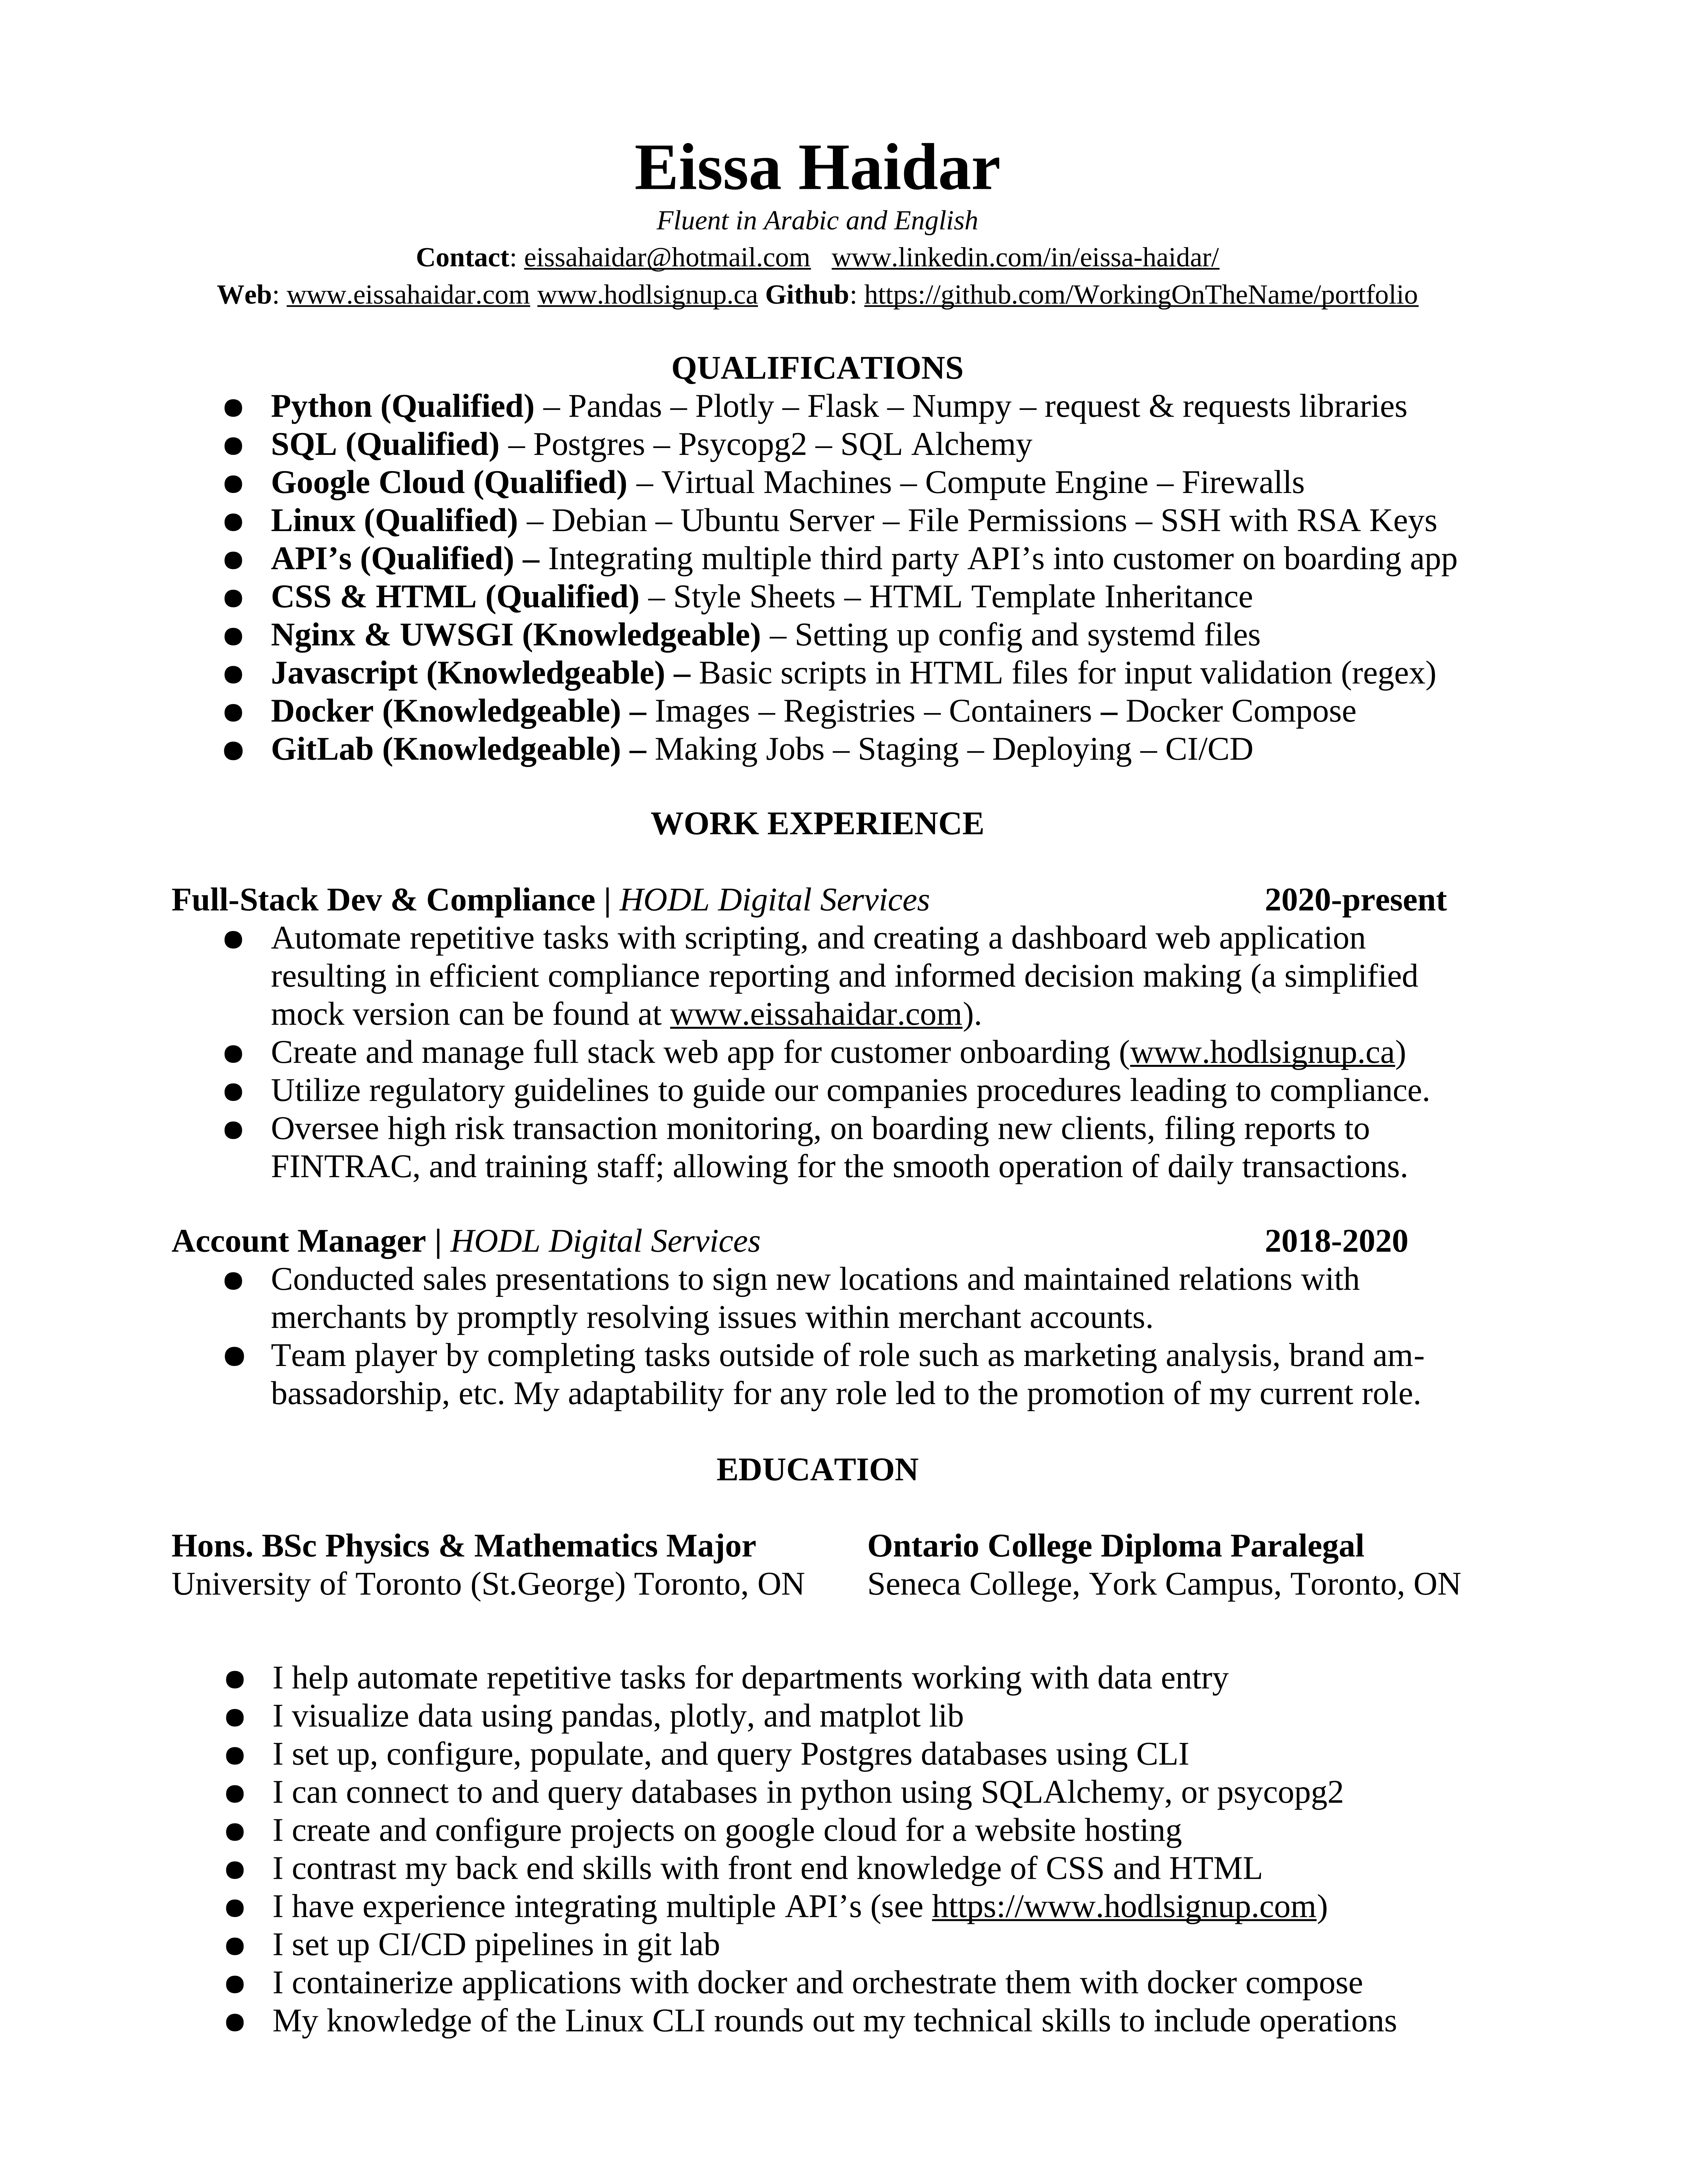 Eissa Haidar
Fluent in Arabic and English
Contact: eissahaidar@hotmail.com www.linkedin.com/in/eissa-haidar/
Web: www.eissahaidar.com www.hodlsignup.ca Github: https://github.com/WorkingOnTheName/portfolio
QUALIFICATIONS
● Python (Qualified) – Pandas – Plotly – Flask – Numpy – request & requests libraries
● SQL (Qualified) – Postgres – Psycopg2 – SQL Alchemy
● Google Cloud (Qualified) – Virtual Machines – Compute Engine – Firewalls
● Linux (Qualified) – Debian – Ubuntu Server – File Permissions – SSH with RSA Keys
● API’s (Qualified) – Integrating multiple third party API’s into customer on boarding app
● CSS & HTML (Qualified) – Style Sheets – HTML Template Inheritance
● Nginx & UWSGI (Knowledgeable) – Setting up config and systemd files
● Javascript (Knowledgeable) – Basic scripts in HTML files for input validation (regex)
● Docker (Knowledgeable) – Images – Registries – Containers – Docker Compose
● GitLab (Knowledgeable) – Making Jobs – Staging – Deploying – CI/CD
WORK EXPERIENCE
Full-Stack Dev & Compliance | HODL Digital Services 2020-present
● Automate repetitive tasks with scripting, and creating a dashboard web application
resulting in efficient compliance reporting and informed decision making (a simplified
mock version can be found at www.eissahaidar.com).
● Create and manage full stack web app for customer onboarding (www.hodlsignup.ca)
● Utilize regulatory guidelines to guide our companies procedures leading to compliance.
● Oversee high risk transaction monitoring, on boarding new clients, filing reports to
FINTRAC, and training staff; allowing for the smooth operation of daily transactions.
Account Manager | HODL Digital Services 2018-2020
● Conducted sales presentations to sign new locations and maintained relations with
merchants by promptly resolving issues within merchant accounts.
● Team player by completing tasks outside of role such as marketing analysis, brand am-
bassadorship, etc. My adaptability for any role led to the promotion of my current role.
EDUCATION
Hons. BSc Physics & Mathematics Major Ontario College Diploma Paralegal
University of Toronto (St.George) Toronto, ON Seneca College, York Campus, Toronto, ON
● I help automate repetitive tasks for departments working with data entry
● I visualize data using pandas, plotly, and matplot lib
● I set up, configure, populate, and query Postgres databases using CLI
● I can connect to and query databases in python using SQLAlchemy, or psycopg2
● I create and configure projects on google cloud for a website hosting
● I contrast my back end skills with front end knowledge of CSS and HTML
● I have experience integrating multiple API’s (see https://www.hodlsignup.com)
● I set up CI/CD pipelines in git lab
● I containerize applications with docker and orchestrate them with docker compose
● My knowledge of the Linux CLI rounds out my technical skills to include operations